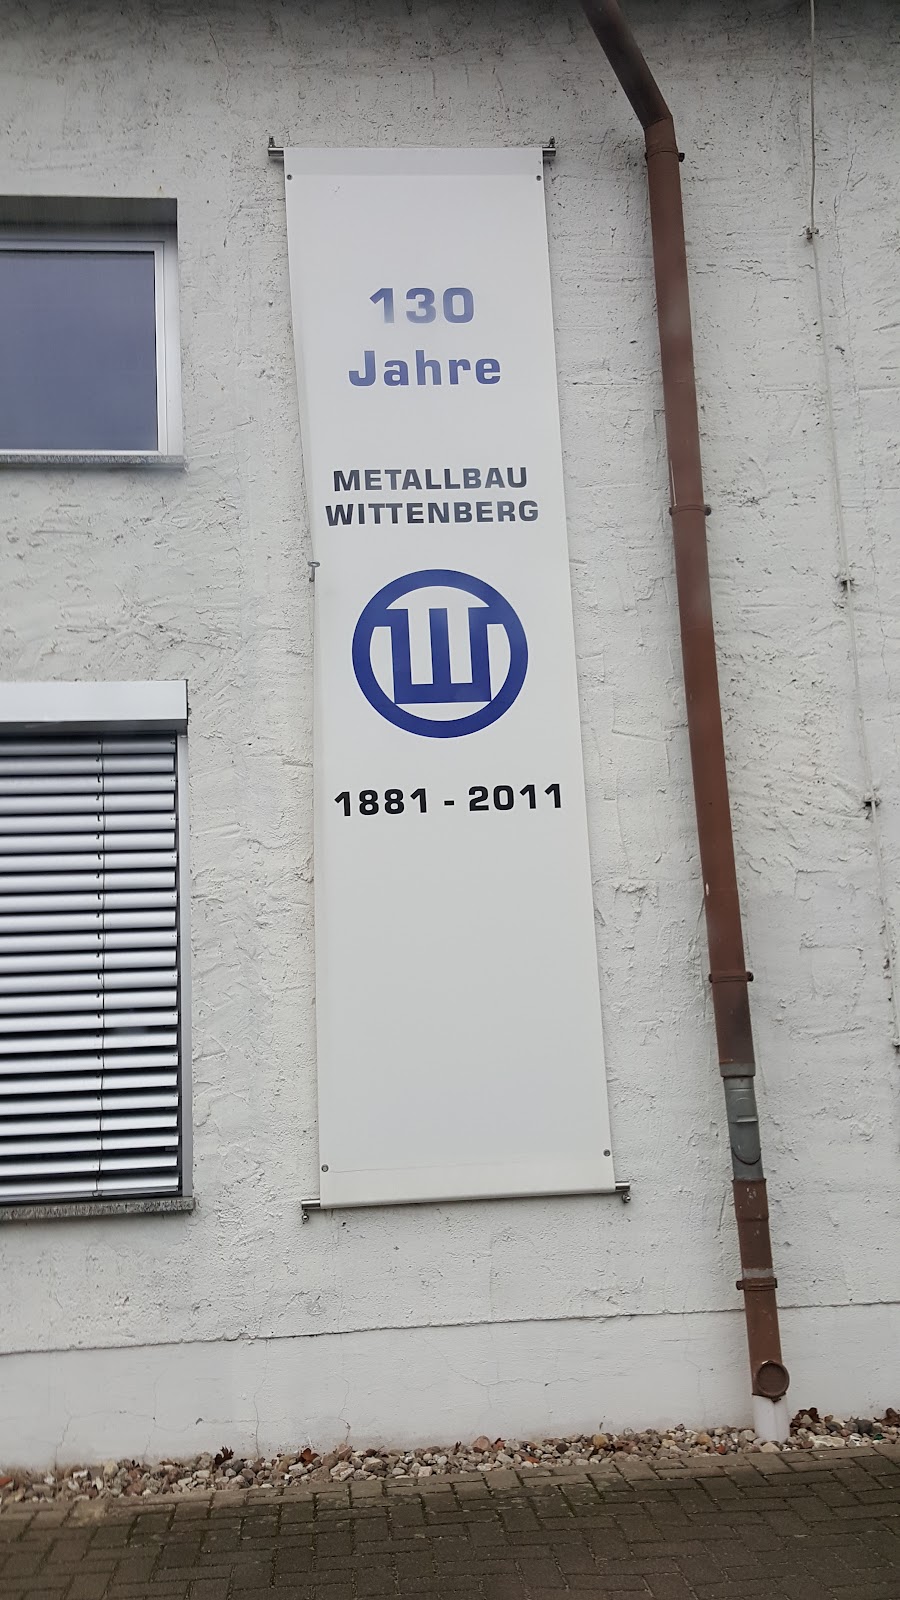 130
Jahre
METALLBAU
WITTENBERG
W
1881 - 2011